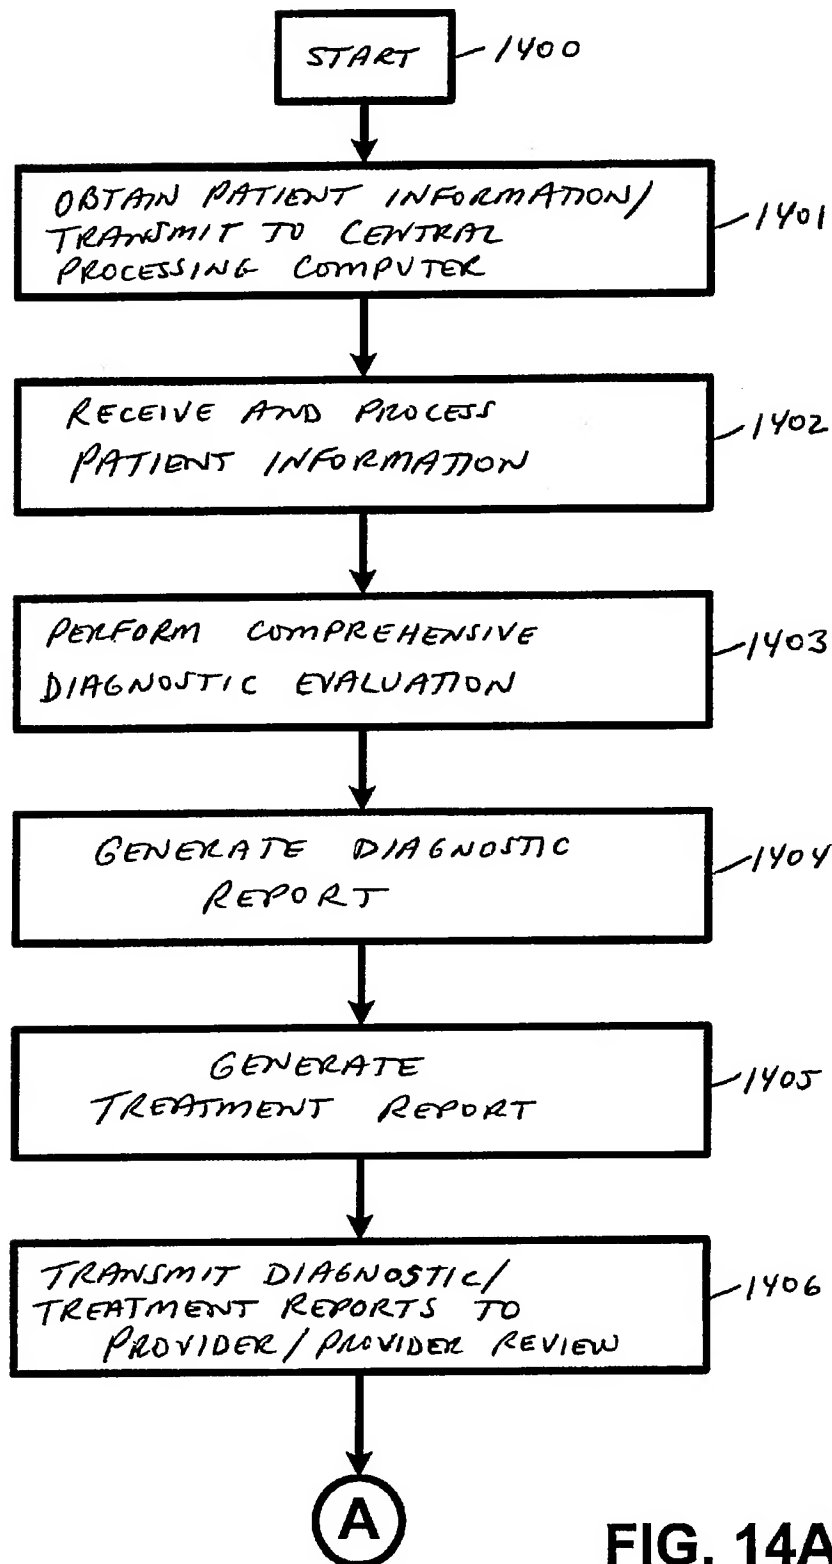 START
1400
OBTAIN PATIENT INFORMATION/
TRANSMIT TO CENTRAL
PROCESSING COMPUTER
1401
RECEIVE AND PROCESS
PATIENT INFORMATION
1402
PERFORM COMPREHENSIVE
DIAGNOSTIC EVALUATION
1403
GENERATE DIAGNOSTIC
REPORT
1404
GENERATE
TREATMENT REPORT
1405
TRANSMIT DIAGNOSTIC/
TREATMENT REPORTS TO
PROVIDER/PROVIDER REVIEW
1406
A
FIG. 14A